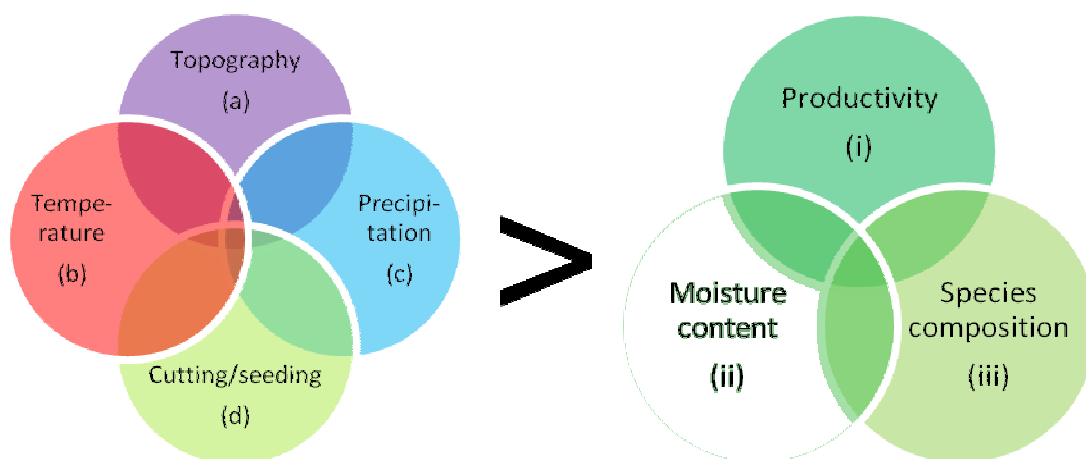 Topography
(a)
Tempe-
rature
(b)
Precipi-
tation
(c)
Cutting/seeding
(d)
>
Productivity
(i)
Moisture
content
(ii)
Species
composition
(iii)